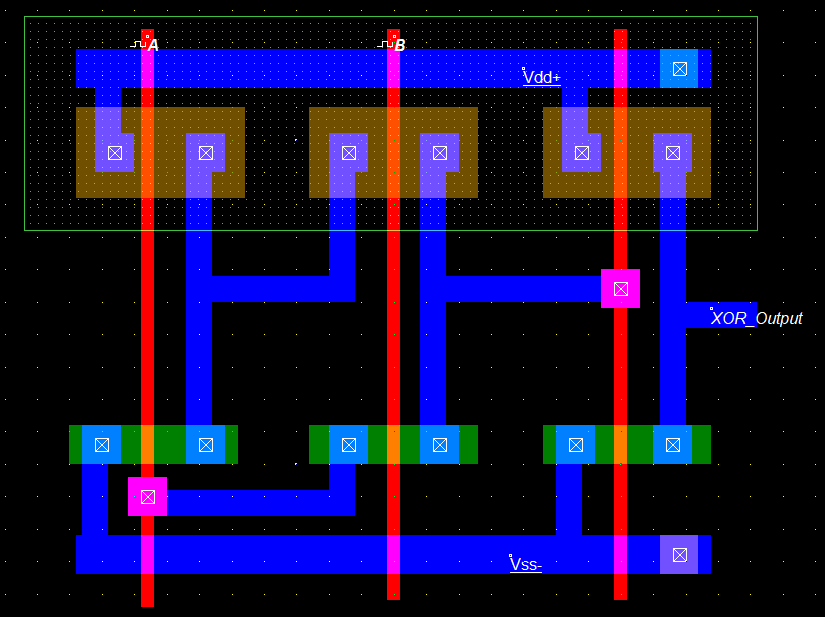 A
B
Vdd+
XOR_Output
Vss-